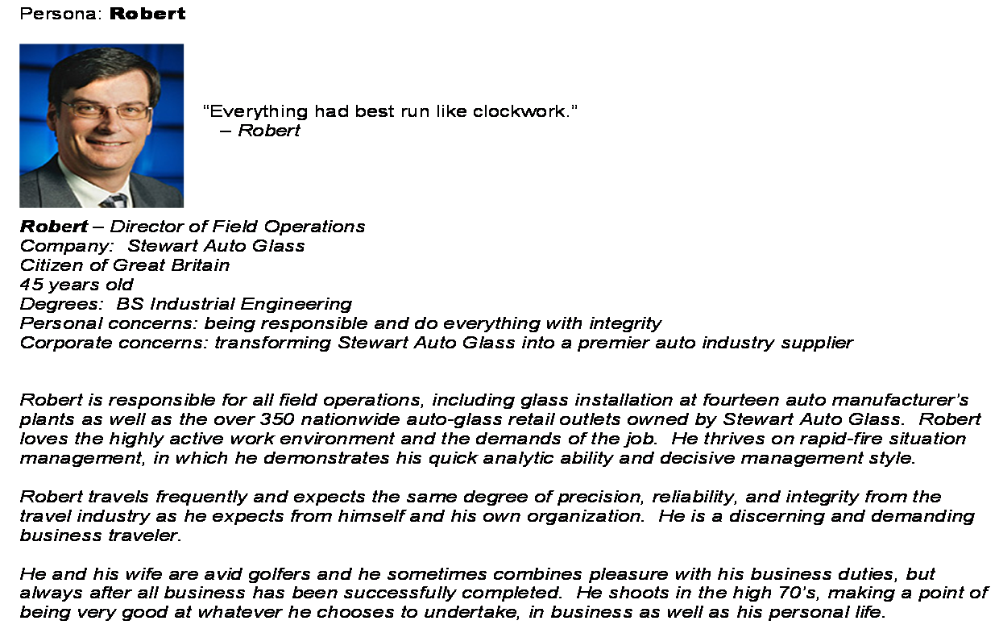 Persona: Robert
“Everything had best run like clockwork.”
– Robert
Robert – Director of Field Operations
Company:  Stewart Auto Glass
Citizen of Great Britain
45 years old
Degrees:  BS Industrial Engineering
Personal concerns: being responsible and do everything with integrity
Corporate concerns: transforming Stewart Auto Glass into a premier auto industry supplier
Robert is responsible for all field operations, including glass installation at fourteen auto manufacturer’s
plants as well as the over 350 nationwide auto-glass retail outlets owned by Stewart Auto Glass.  Robert
loves the highly active work environment and the demands of the job.  He thrives on rapid-fire situation
management, in which he demonstrates his quick analytic ability and decisive management style.
Robert travels frequently and expects the same degree of precision, reliability, and integrity from the
travel industry as he expects from himself and his own organization.  He is a discerning and demanding
business traveler.
He and his wife are avid golfers and he sometimes combines pleasure with his business duties, but
always after all business has been successfully completed.  He shoots in the high 70’s, making a point of
being very good at whatever he chooses to undertake, in business as well as his personal life.